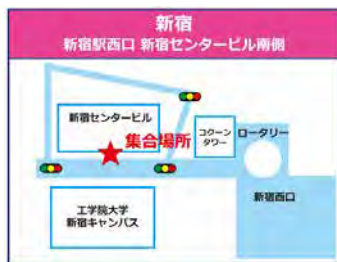 新宿
新宿駅西口 新宿センタービル南側
新宿センタービル
集合場所
コクーン
タワー
ロータリー
新宿西口
工学院大学
新宿キャンパス